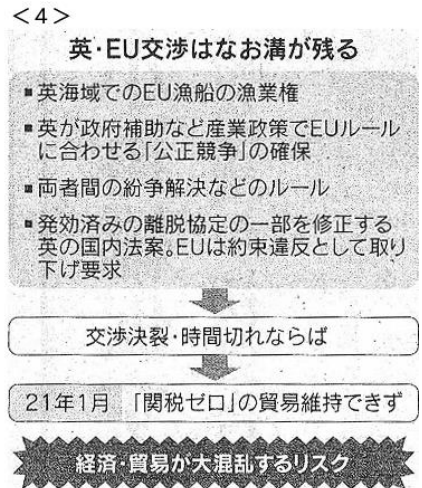 <4>
英・EU交渉はなお溝が残る
■英海域でのEU漁船の漁業権
■英が政府補助など産業政策でEUルール
に合わせる「公正競争」の確保
■両者間の紛争解決などのルール
■発効済みの離脱協定の一部を修正する
英の国内法案。EUは約束違反として取り
下げ要求
交渉決裂・時間切れならば
21年1月 「関税ゼロ」の貿易維持できず
経済・貿易が大混乱するリスク